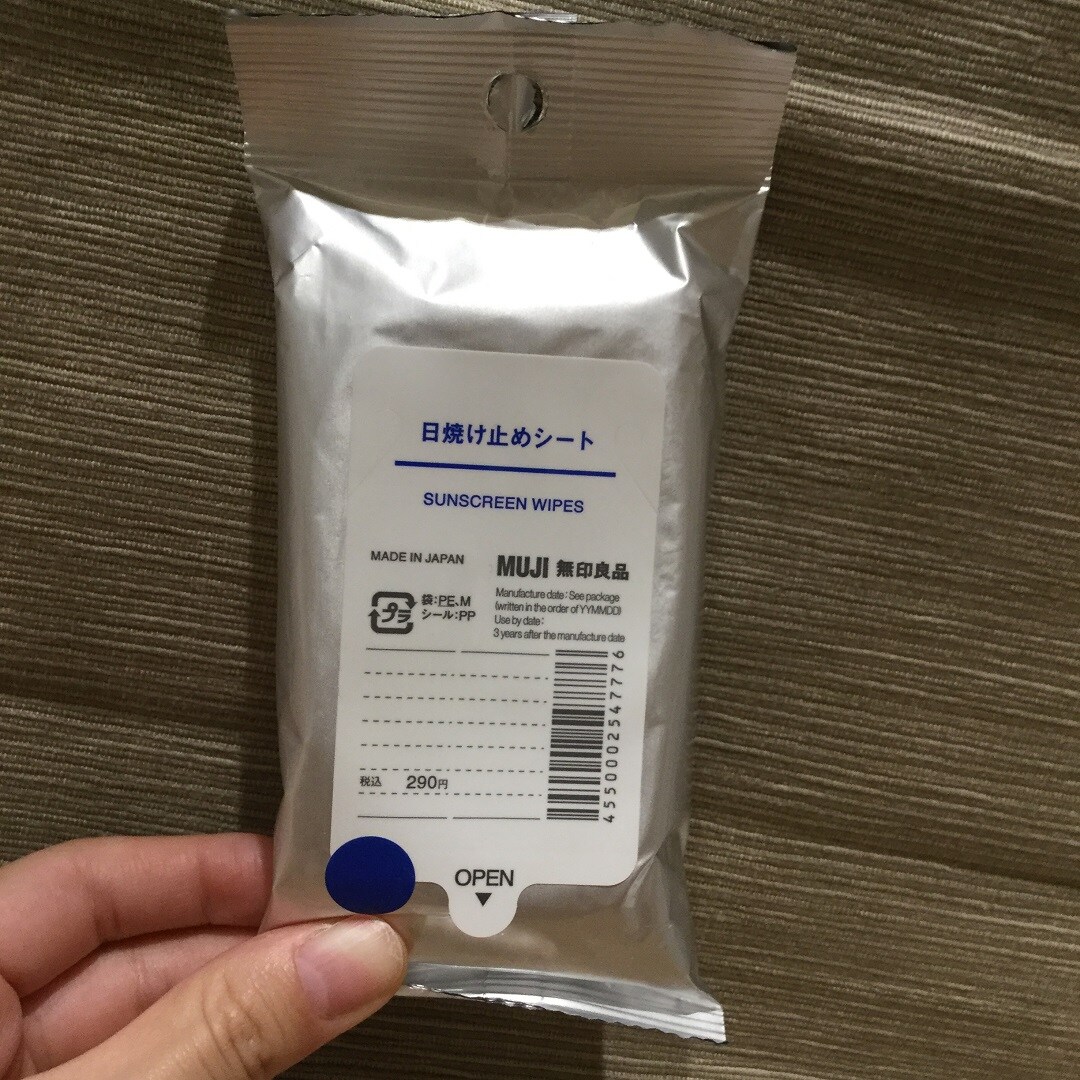 日焼け止めシート
SUNSCREEN WIPES
MADE IN JAPAN
MUJI 無印良品
プラ
袋:PE、M
シール:PP
Manufacture date:See package
(written in the order of YYMMDD)
Use by date:
3 years after the manufacture date
4550002547776
税込 290円
OPEN